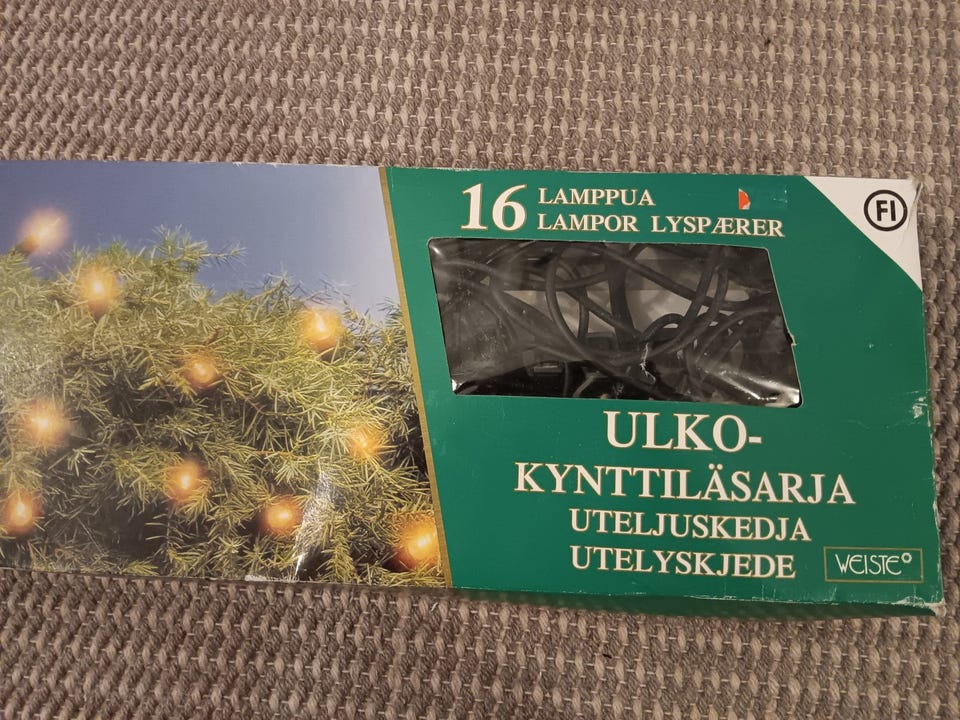 16 LAMPPUA
LAMPOR LYSPÆRER
FI
ULKO-
KYNTTILÄSARJA
UTELJUSKEDJA
UTELYSKJEDE
WEISTE